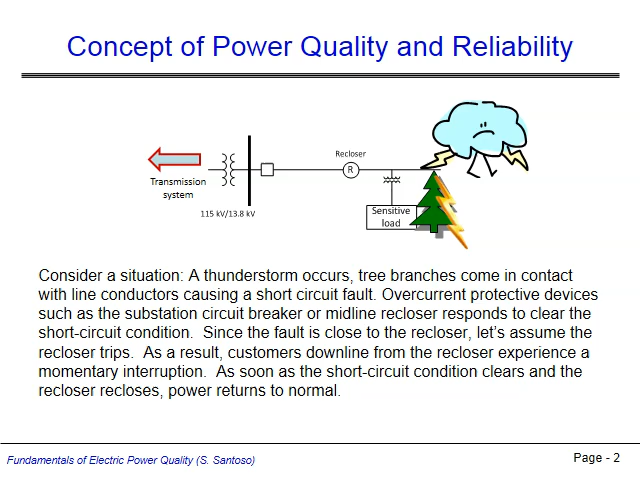 Concept of Power Quality and Reliability
Recloser
R
Transmission
system
115 kV/13.8 kV
Sensitive
load
Consider a situation: A thunderstorm occurs, tree branches come in contact
with line conductors causing a short circuit fault. Overcurrent protective devices
such as the substation circuit breaker or midline recloser responds to clear the
short-circuit condition.  Since the fault is close to the recloser, let’s assume the
recloser trips.  As a result, customers downline from the recloser experience a
momentary interruption.  As soon as the short-circuit condition clears and the
recloser recloses, power returns to normal.
Fundamentals of Electric Power Quality (S. Santoso)
Page - 2